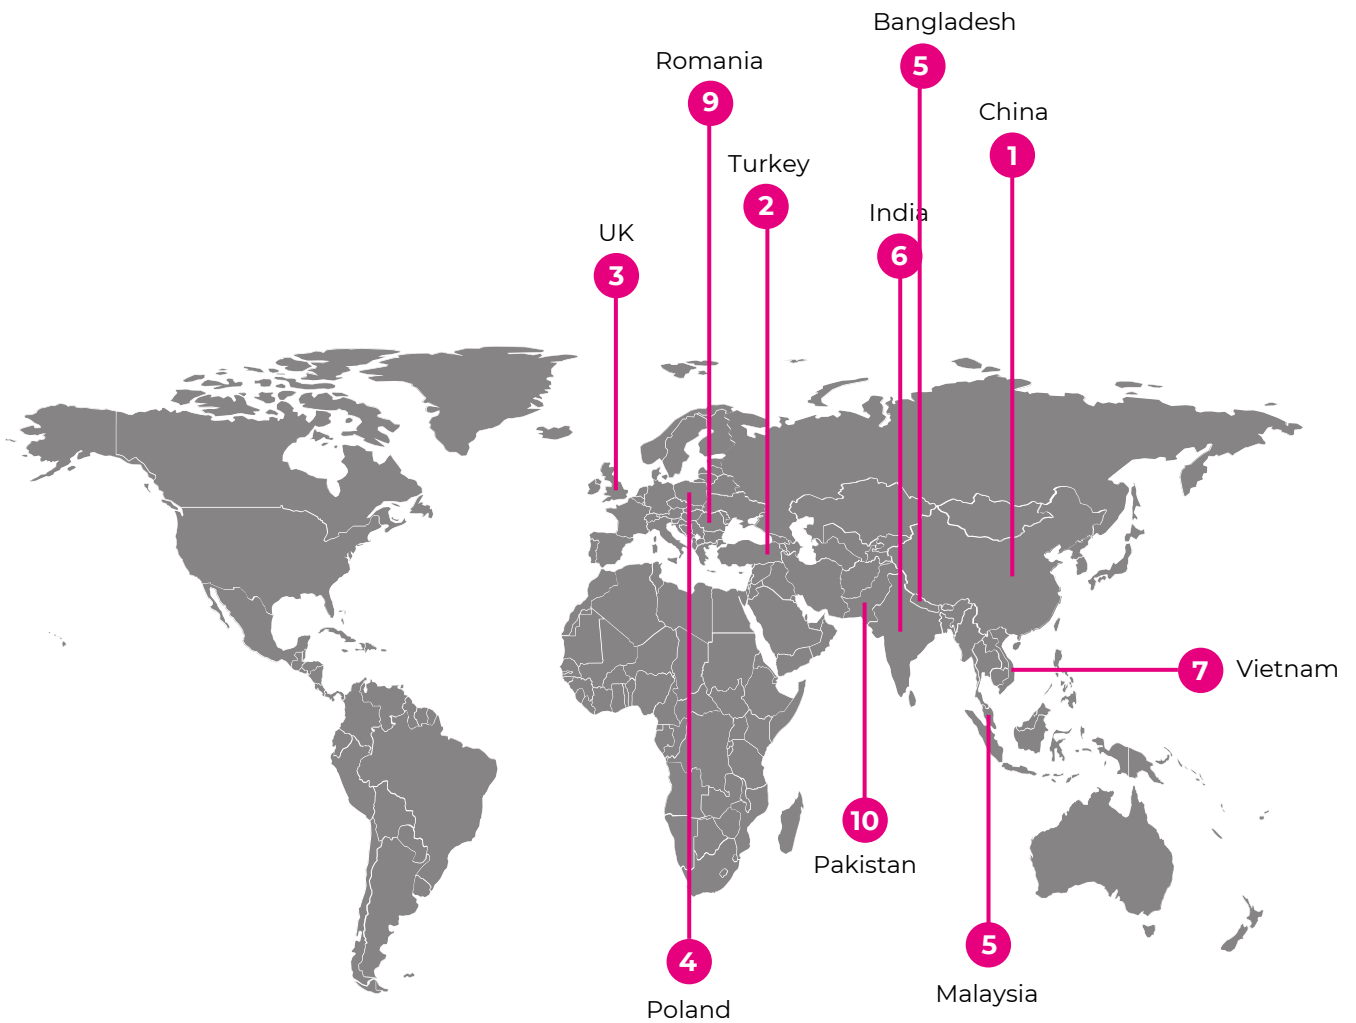 Bangladesh
5
Romania
9
China
1
Turkey
2
India
6
UK
3
7
Vietnam
10
Pakistan
5
Malaysia
4
Poland